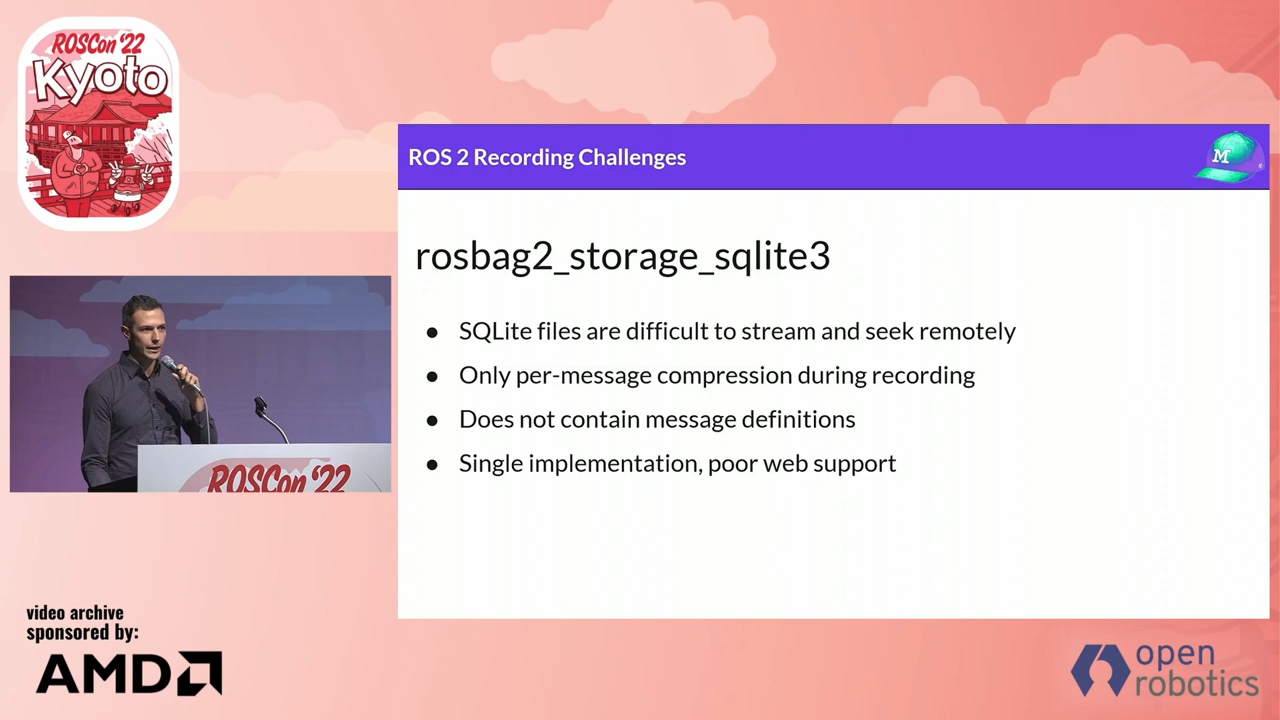 ROSCon '22
Kyoto
ROS 2 Recording Challenges
M
rosbag2_storage_sqlite3
● SQLite files are difficult to stream and seek remotely
● Only per-message compression during recording
● Does not contain message definitions
● Single implementation, poor web support
ROSCon '22
video archive
sponsored by:
AMD
open
robotics